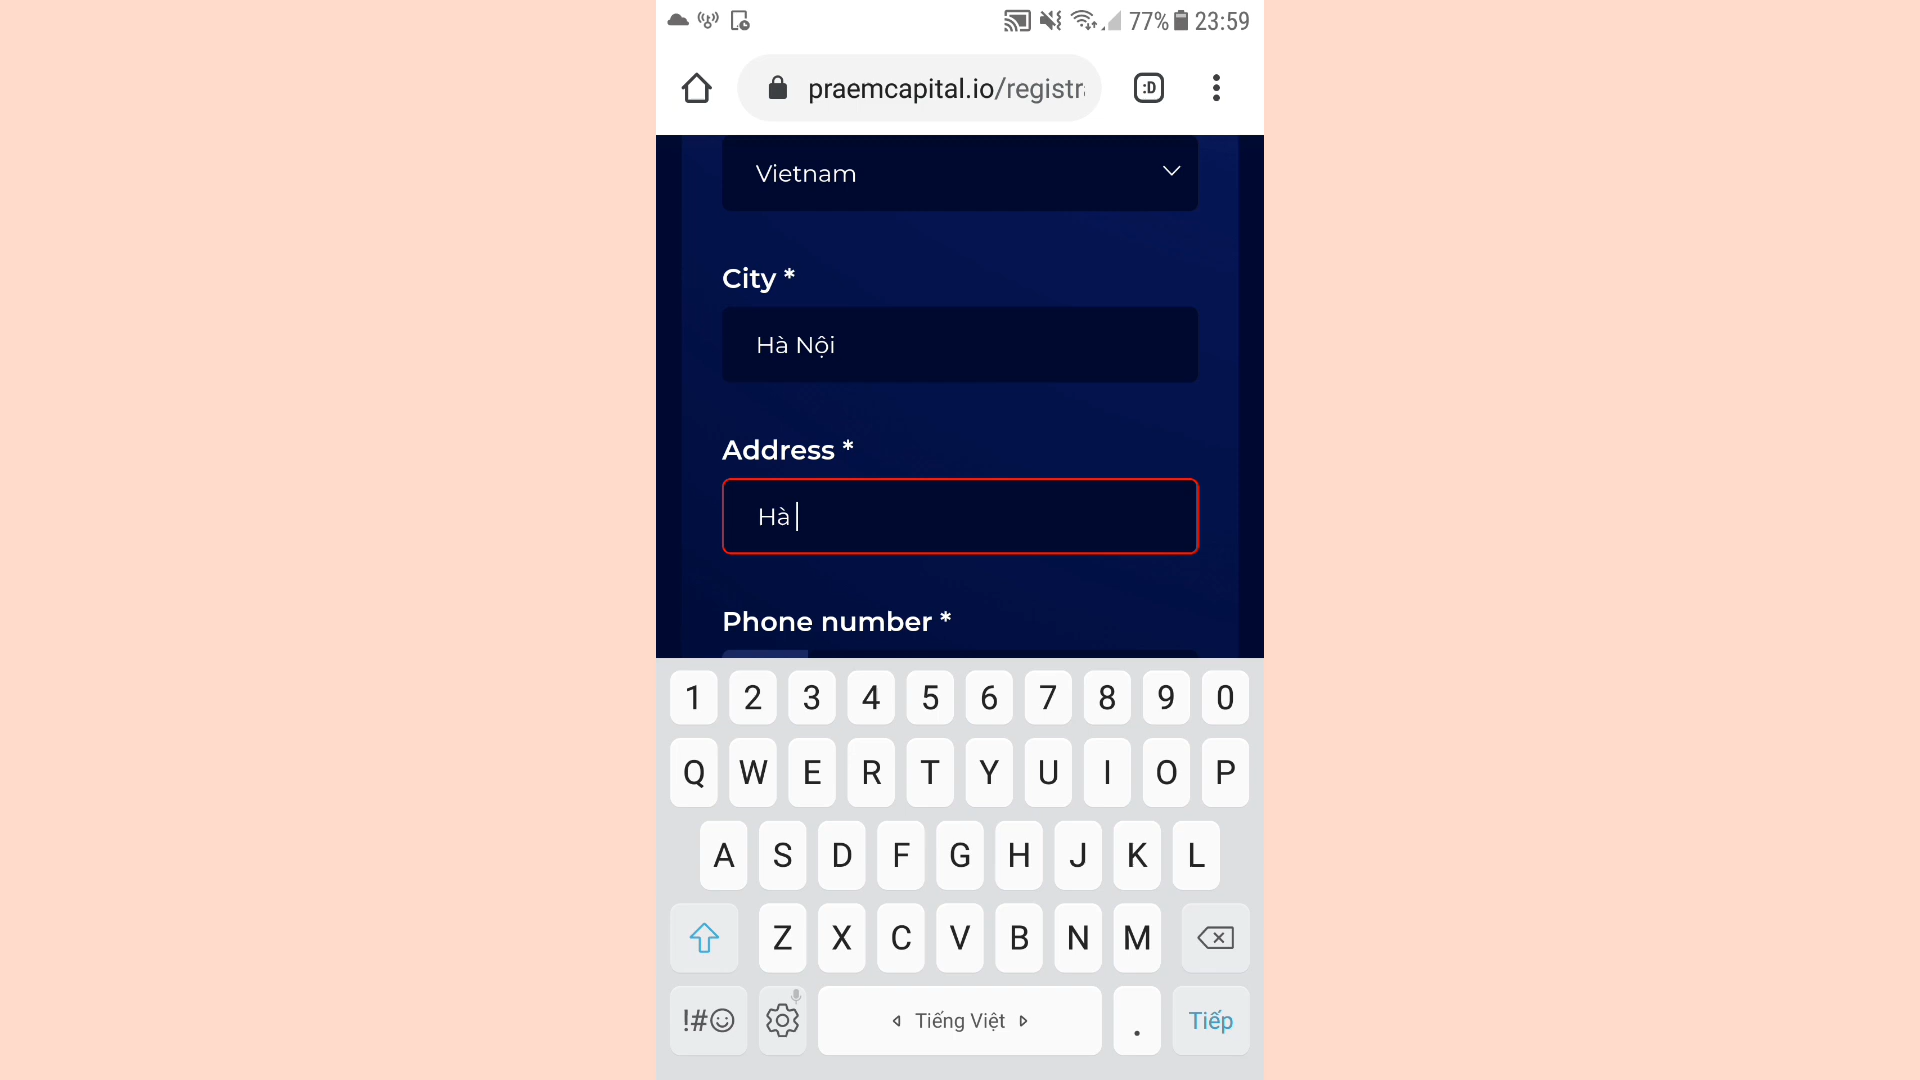 77% 23:59
praemcapital.io/registra
:D
Vietnam
City *
Hà Nội
Address *
Hà
Phone number *
1 2 3 4 5 6 7 8 9 0
Q W E R T Y U I O P
A S D F G H J K L
Z X C V B N M
!#☺ Tiếng Việt . Tiếp